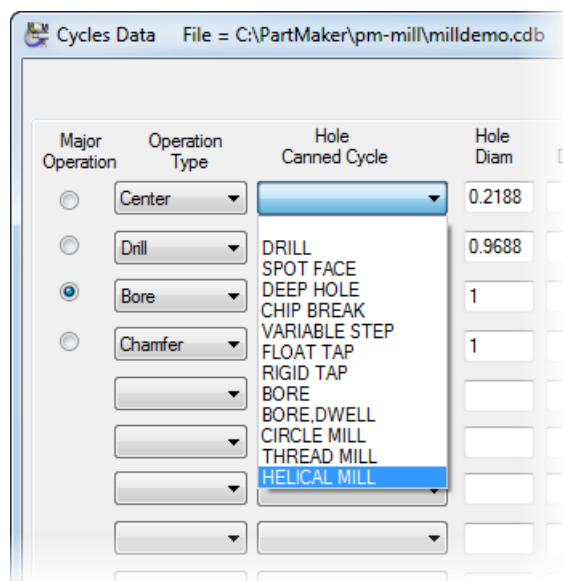 Cycles Data File = C:\PartMaker\pm-mill\milldemo.cdb
Major Operation Hole Hole
Operation Type Canned Cycle Diam
Center 0.2188
Drill 0.9688
Bore 1
Chamfer 1
DRILL
SPOT FACE
DEEP HOLE
CHIP BREAK
VARIABLE STEP
FLOAT TAP
RIGID TAP
BORE
BORE,DWELL
CIRCLE MILL
THREAD MILL
HELICAL MILL